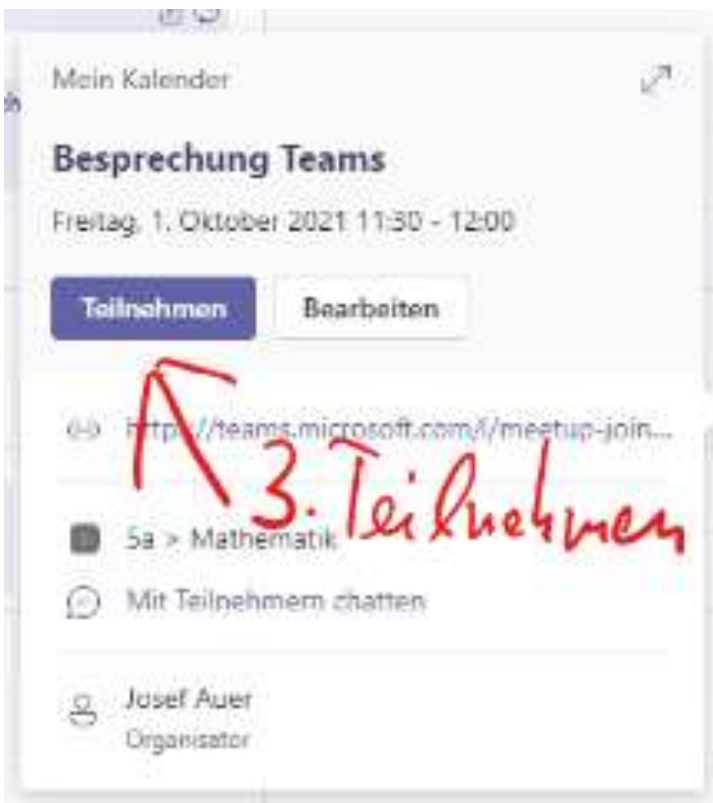 Mein Kalender
Besprechung Teams
Freitag, 1. Oktober 2021 11:30 - 12:00
Teilnehmen Bearbeiten
http://teams.microsoft.com/l/meetup-join...
3. Teilnehmen
5a > Mathematik
Mit Teilnehmern chatten
Josef Auer
Organisator